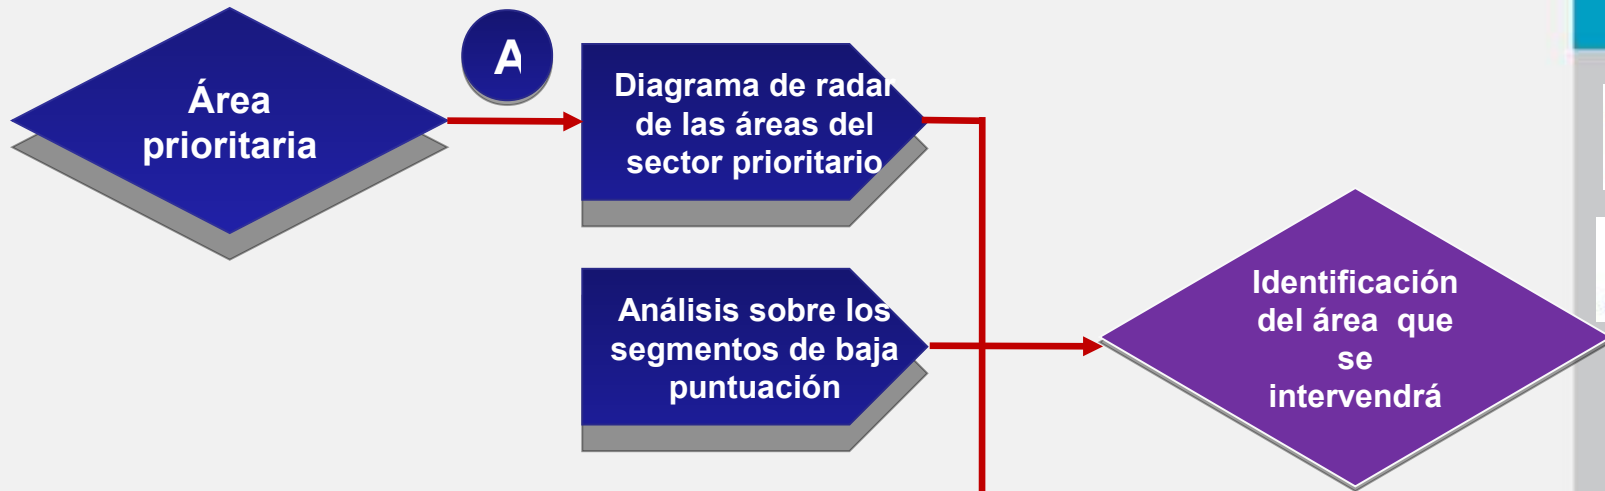 Área
prioritaria
A
Diagrama de radar
de las áreas del
sector prioritario
Análisis sobre los
segmentos de baja
puntuación
Identificación
del área que
se
intervendrá